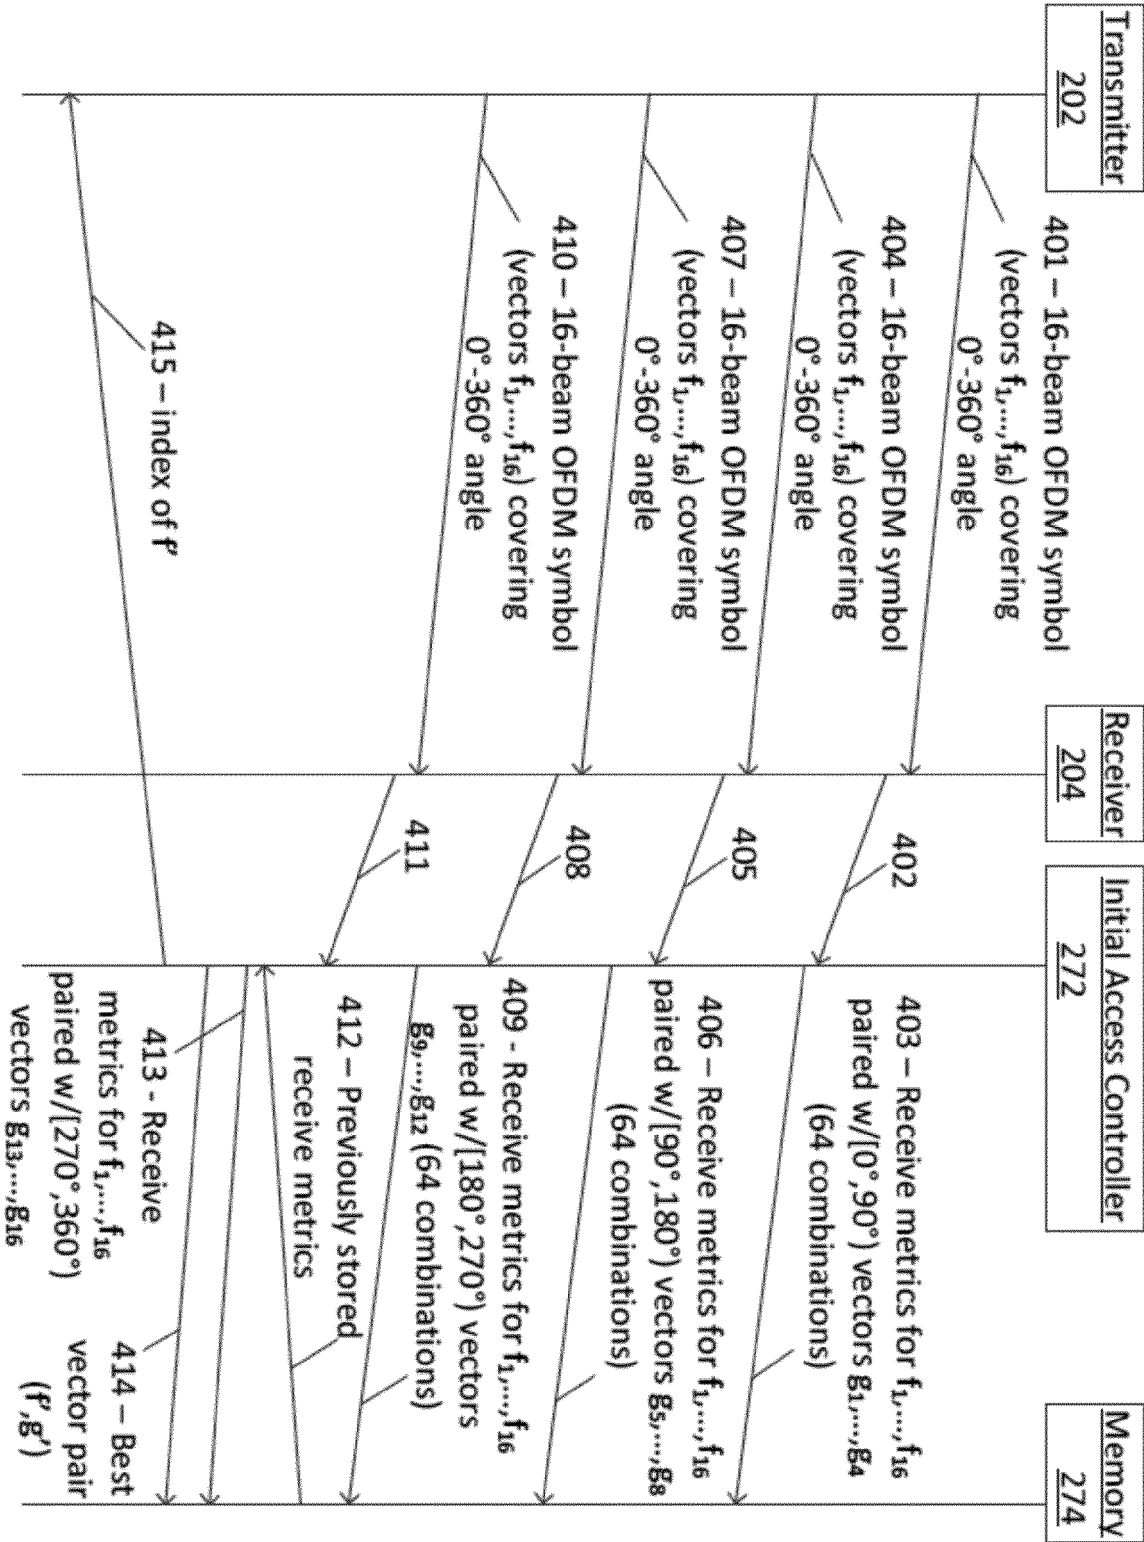 Transmitter
202
Receiver
204
Initial Access Controller
272
Memory
274
401 – 16-beam OFDM symbol
(vectors f1,...,f16) covering
0°-360° angle
402
403 – Receive metrics for f1,...,f16
paired w/[0°,90°) vectors g1,...,g4
(64 combinations)
404 – 16-beam OFDM symbol
(vectors f1,...,f16) covering
0°-360° angle
405
406 – Receive metrics for f1,...,f16
paired w/[90°,180°) vectors g5,...,g8
(64 combinations)
407 – 16-beam OFDM symbol
(vectors f1,...,f16) covering
0°-360° angle
408
409 - Receive metrics for f1,...,f16
paired w/[180°,270°) vectors
g9,...,g12 (64 combinations)
410 – 16-beam OFDM symbol
(vectors f1,...,f16) covering
0°-360° angle
411
412 – Previously stored
receive metrics
413 - Receive
metrics for f1,...,f16
paired w/[270°,360°)
vectors g13,...,g16
414 – Best
vector pair
(f',g')
415 – index of f'